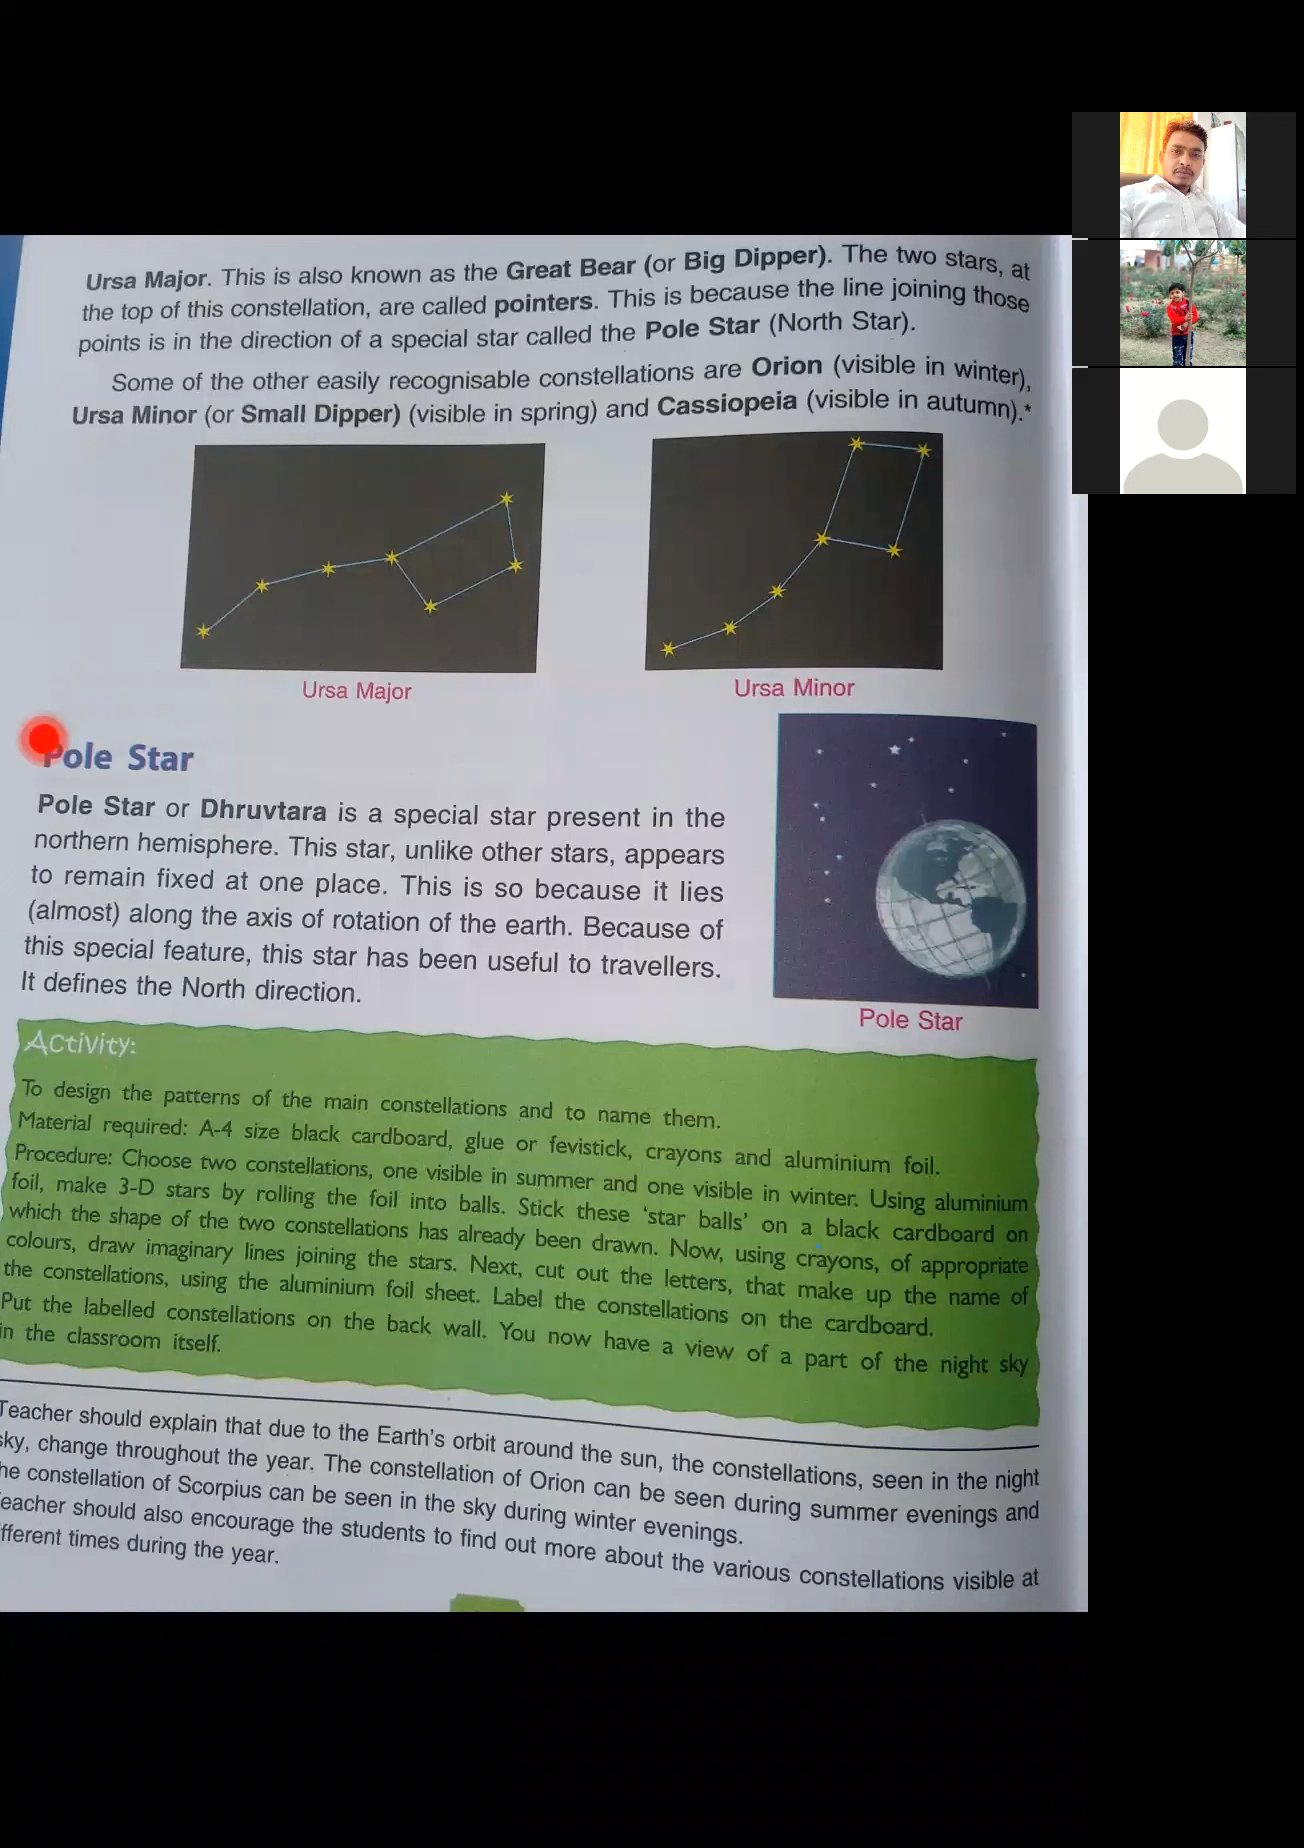 Ursa Major. This is also known as the Great Bear (or Big Dipper). The two stars, at
the top of this constellation, are called pointers. This is because the line joining those
points is in the direction of a special star called the Pole Star (North Star).
Some of the other easily recognisable constellations are Orion (visible in winter),
Ursa Minor (or Small Dipper) (visible in spring) and Cassiopeia (visible in autumn).*
Ursa Major
Ursa Minor
Pole Star
Pole Star or Dhruvtara is a special star present in the
northern hemisphere. This star, unlike other stars, appears
to remain fixed at one place. This is so because it lies
(almost) along the axis of rotation of the earth. Because of
this special feature, this star has been useful to travellers.
It defines the North direction.
Pole Star
Activity:
To design the patterns of the main constellations and to name them.
Material required: A-4 size black cardboard, glue or fevistick, crayons and aluminium foil.
Procedure: Choose two constellations, one visible in summer and one visible in winter. Using aluminium
foil, make 3-D stars by rolling the foil into balls. Stick these 'star balls' on a black cardboard on
which the shape of the two constellations has already been drawn. Now, using crayons, of appropriate
colours, draw imaginary lines joining the stars. Next, cut out the letters, that make up the name of
the constellations, using the aluminium foil sheet. Label the constellations on the cardboard.
Put the labelled constellations on the back wall. You now have a view of a part of the night sky
in the classroom itself.
Teacher should explain that due to the Earth's orbit around the sun, the constellations, seen in the night
sky, change throughout the year. The constellation of Orion can be seen during summer evenings and
he constellation of Scorpius can be seen in the sky during winter evenings.
eacher should also encourage the students to find out more about the various constellations visible at
fferent times during the year.